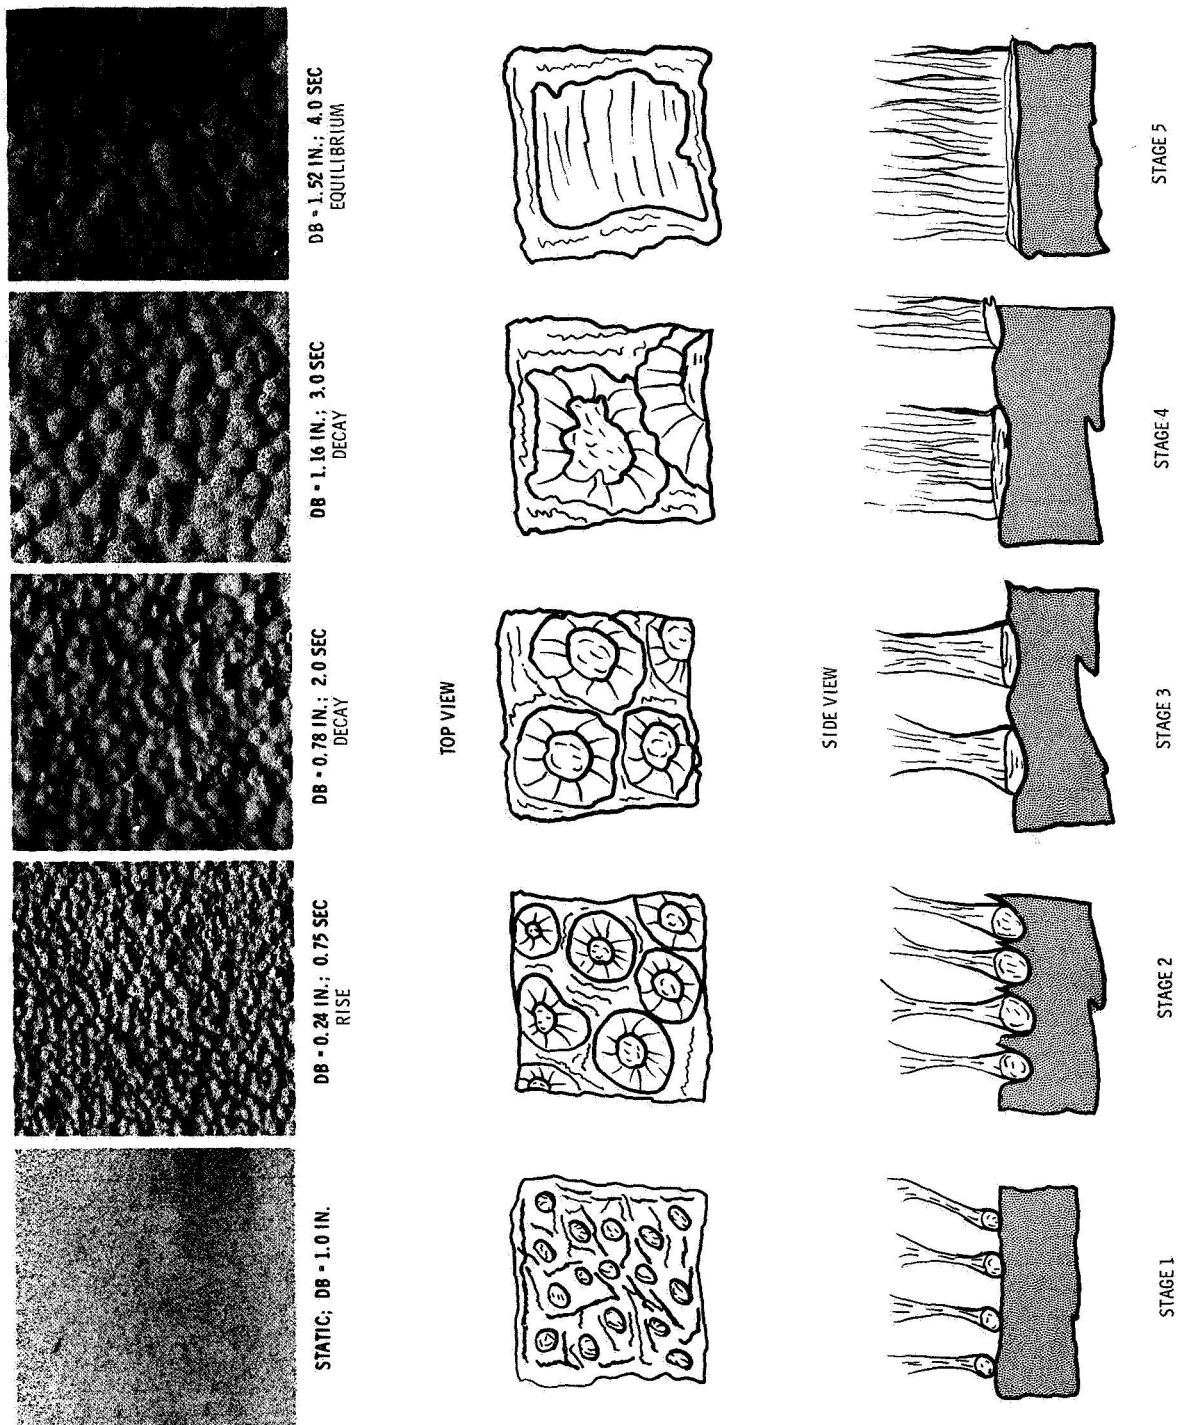 STATIC; DB = 1.0 IN.
DB = 0.24 IN.; 0.75 SEC
RISE
DB = 0.78 IN.; 2.0 SEC
DECAY
DB = 1.16 IN.; 3.0 SEC
DECAY
DB = 1.52 IN.; 4.0 SEC
EQUILIBRIUM
TOP VIEW
SIDE VIEW
STAGE 1
STAGE 2
STAGE 3
STAGE 4
STAGE 5